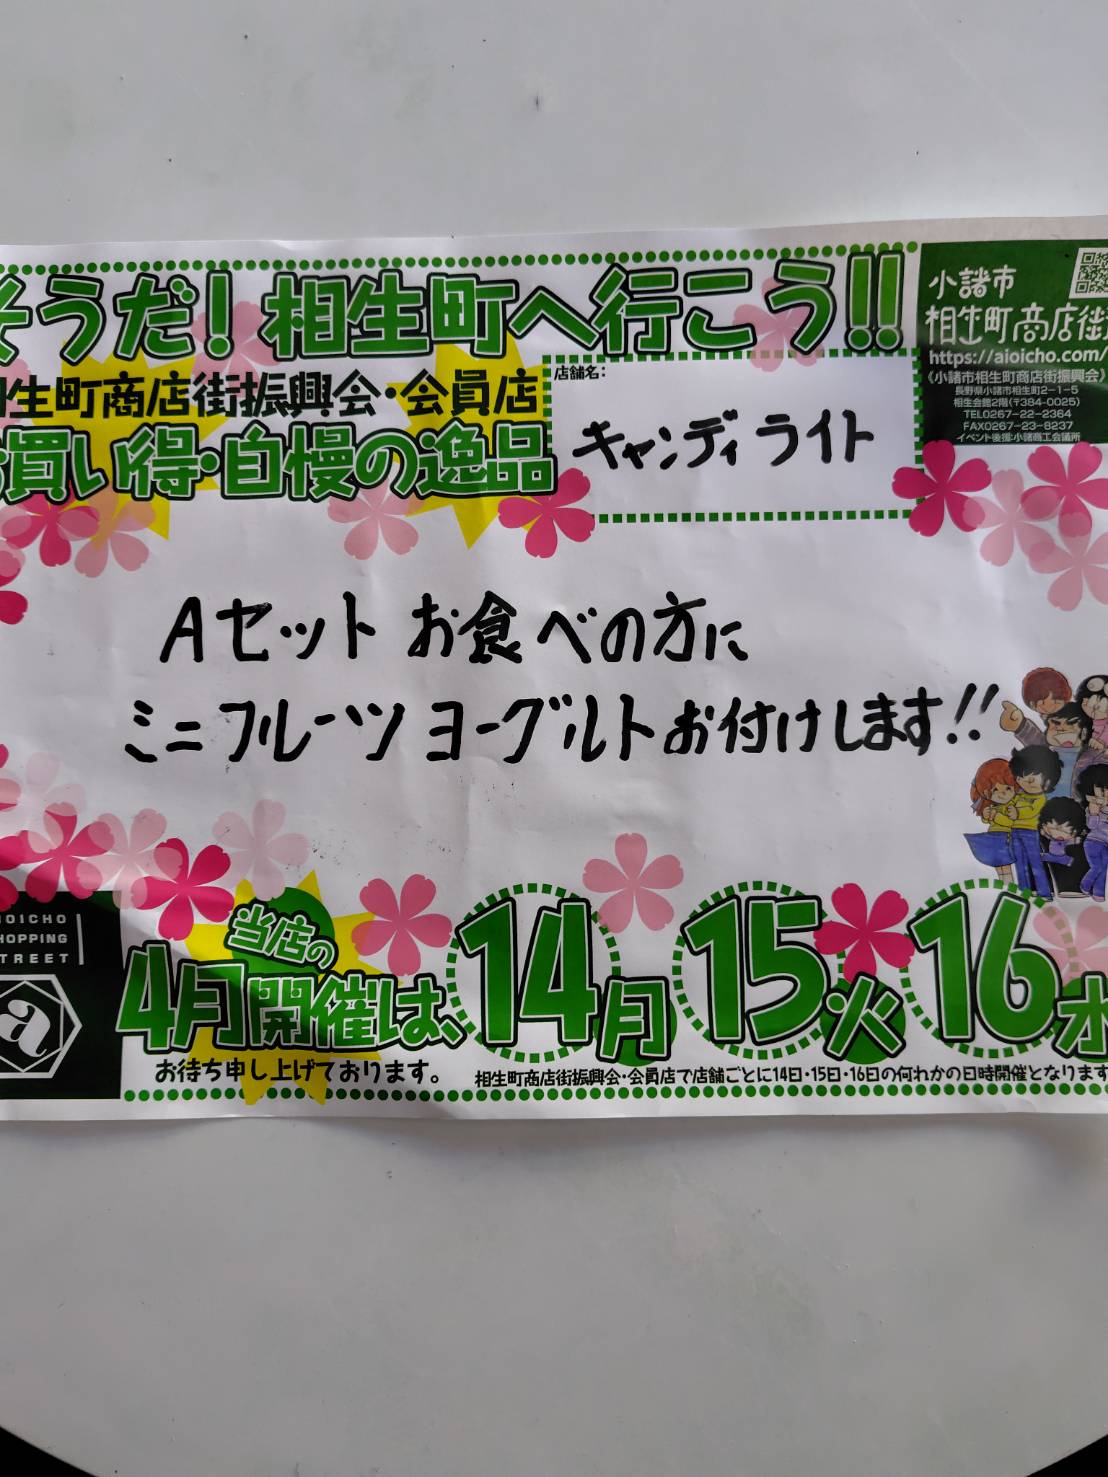 そうだ！相生町へ行こう!!
相生町商店街振興会・会員店
お買い得・自慢の逸品
店舗名：
キャンディライト
小諸市
相生町商店街
https://aioicho.com/
《小諸市相生町商店街振興会》
長野県小諸市相生町2-1-5
相生会館2階(〒384-0025)
TEL0267-22-2364
FAX0267-23-8237
イベント後援:小諸商工会議所
Aセット お食べの方に
ミニフルーツヨーグルトお付けします!!
AIOICHO
SHOPPING
STREET
a
当店の
4月開催は、14月 15火 16水
お待ち申し上げております。
相生町商店街振興会・会員店で店舗ごとに14日・15日・16日の何れかの日時開催となります